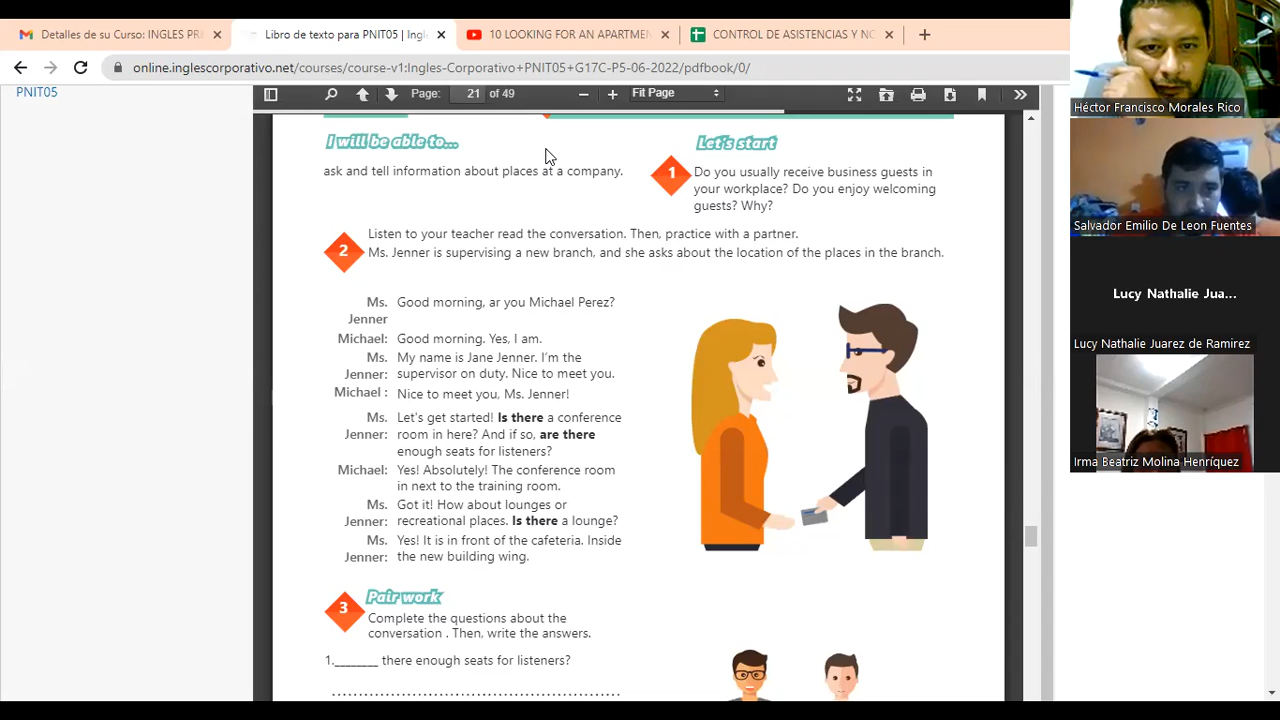 Detalles de su Curso: INGLES PR
Libro de texto para PNIT05 | Ingl
10 LOOKING FOR AN APARTMEN
CONTROL DE ASISTENCIAS Y NO
online.inglescorporativo.net/courses/course-v1:Ingles-Corporativo+PNIT05+G17C-P5-06-2022/pdfbook/0/
PNIT05
Page: 21 of 49
Fit Page
I will be able to...
ask and tell information about places at a company.
Let's start
1
Do you usually receive business guests in
your workplace? Do you enjoy welcoming
guests? Why?
2
Listen to your teacher read the conversation. Then, practice with a partner.
Ms. Jenner is supervising a new branch, and she asks about the location of the places in the branch.
Ms. Good morning, ar you Michael Perez?
Jenner
Michael: Good morning. Yes, I am.
Ms. My name is Jane Jenner. I'm the
Jenner: supervisor on duty. Nice to meet you.
Michael : Nice to meet you, Ms. Jenner!
Ms. Let's get started! Is there a conference
Jenner: room in here? And if so, are there
enough seats for listeners?
Michael: Yes! Absolutely! The conference room
in next to the training room.
Ms. Got it! How about lounges or
Jenner: recreational places. Is there a lounge?
Ms. Yes! It is in front of the cafeteria. Inside
Jenner: the new building wing.
3
Pair work
Complete the questions about the
conversation . Then, write the answers.
1.________ there enough seats for listeners?
Héctor Francisco Morales Rico
Salvador Emilio De Leon Fuentes
Lucy Nathalie Jua...
Lucy Nathalie Juarez de Ramirez
Irma Beatriz Molina Henríquez